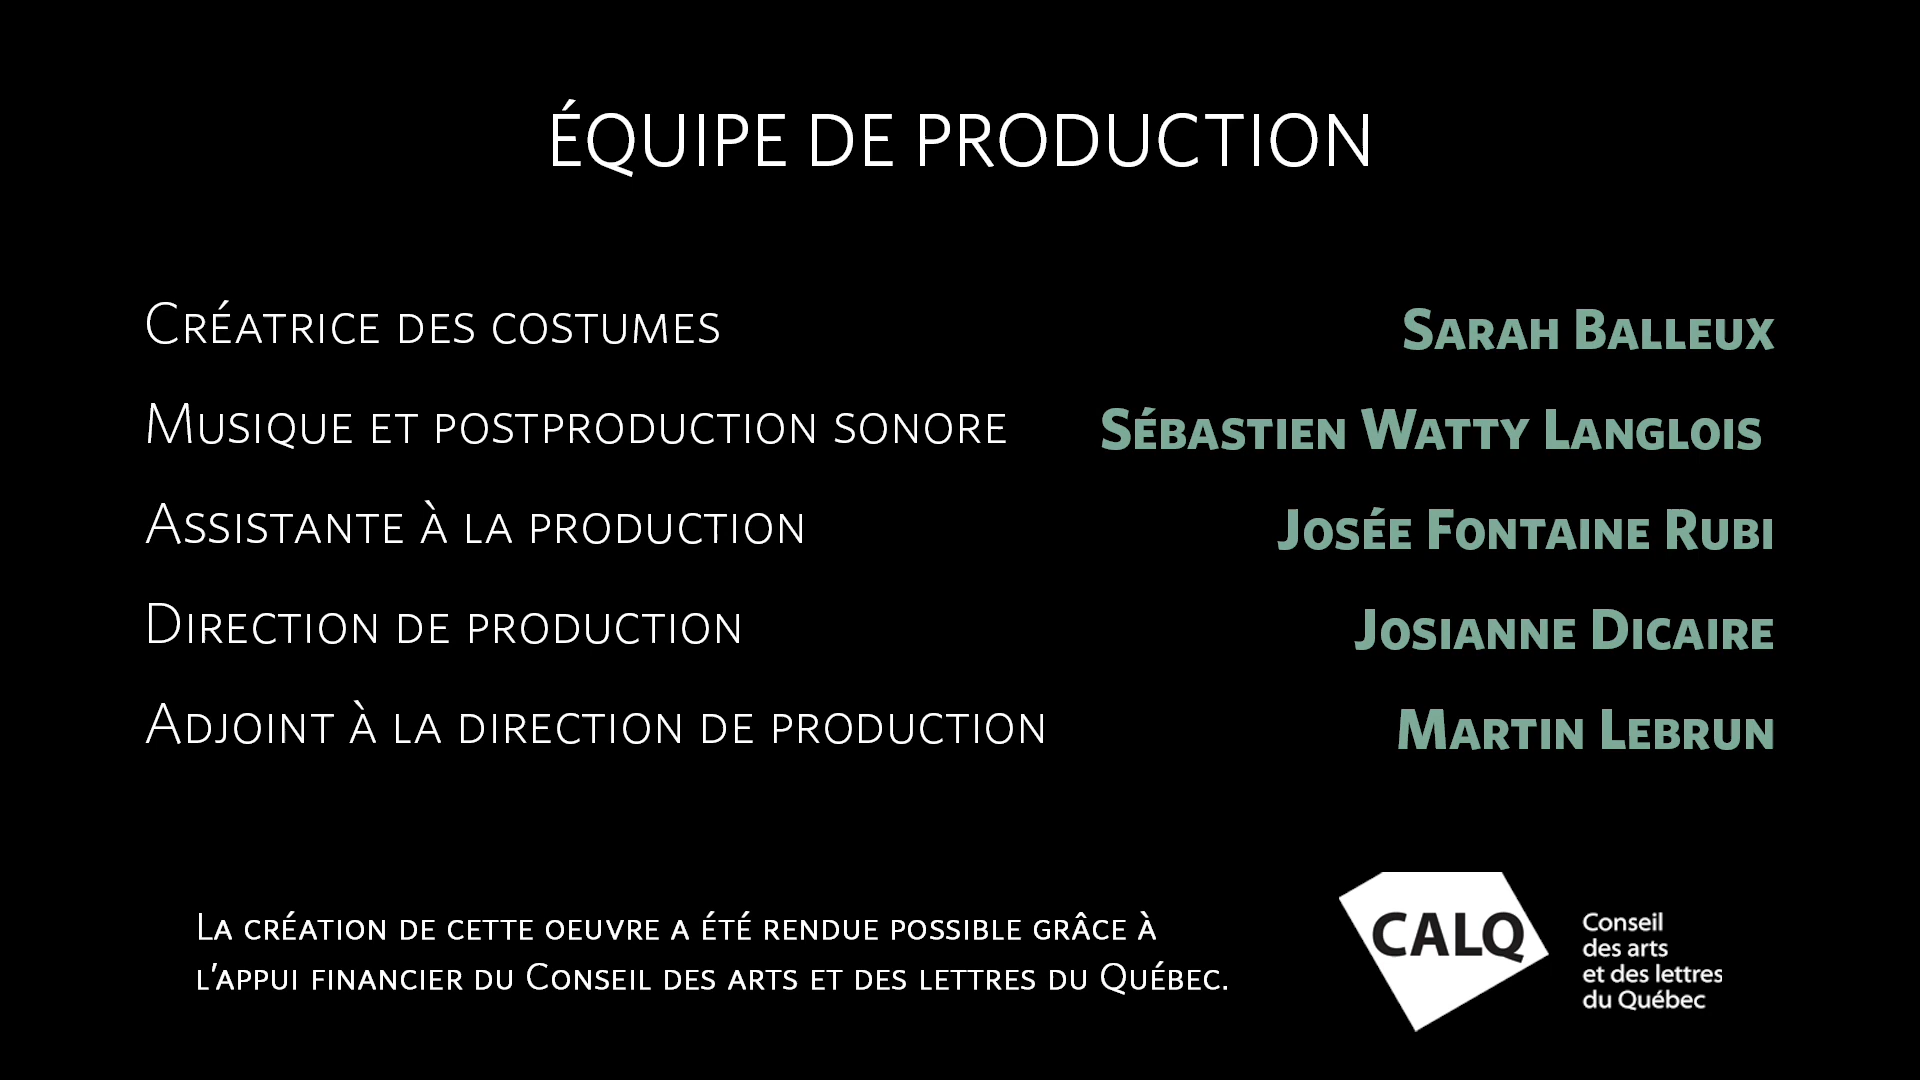 ÉQUIPE DE PRODUCTION
Créatrice des costumes Sarah Balleux
Musique et postproduction sonore Sébastien Watty Langlois
Assistante à la production Josée Fontaine Rubi
Direction de production Josianne Dicaire
Adjoint à la direction de production Martin Lebrun
La création de cette oeuvre a été rendue possible grâce à
l'appui financier du Conseil des arts et des lettres du Québec.
CALQ
Conseil
des arts
et des lettres
du Québec